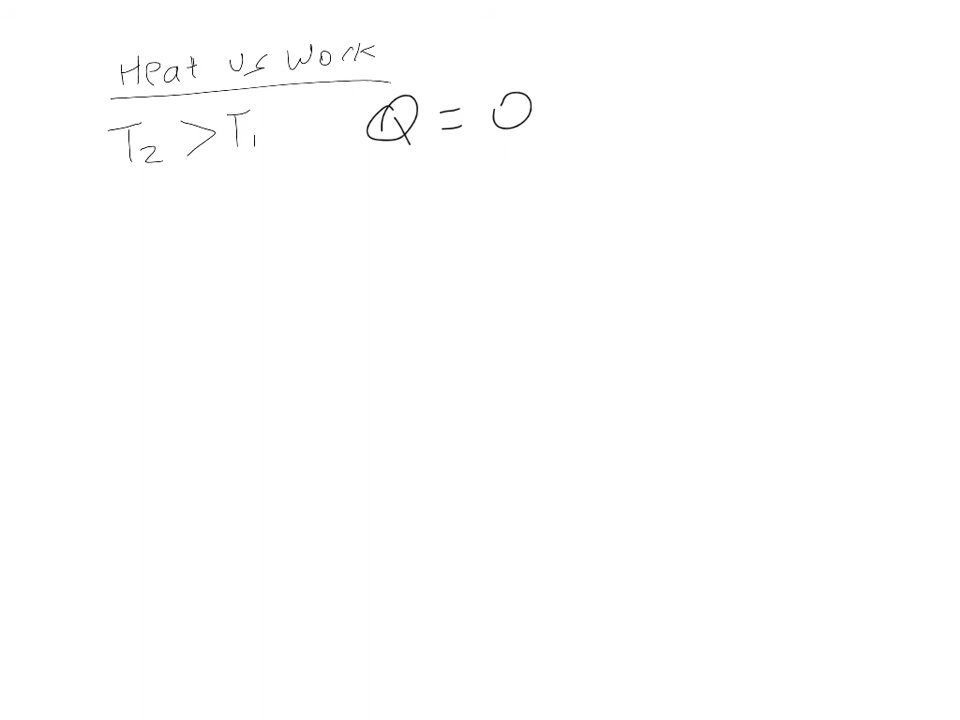 Heat vs Work
T₂ > T₁ Q = 0